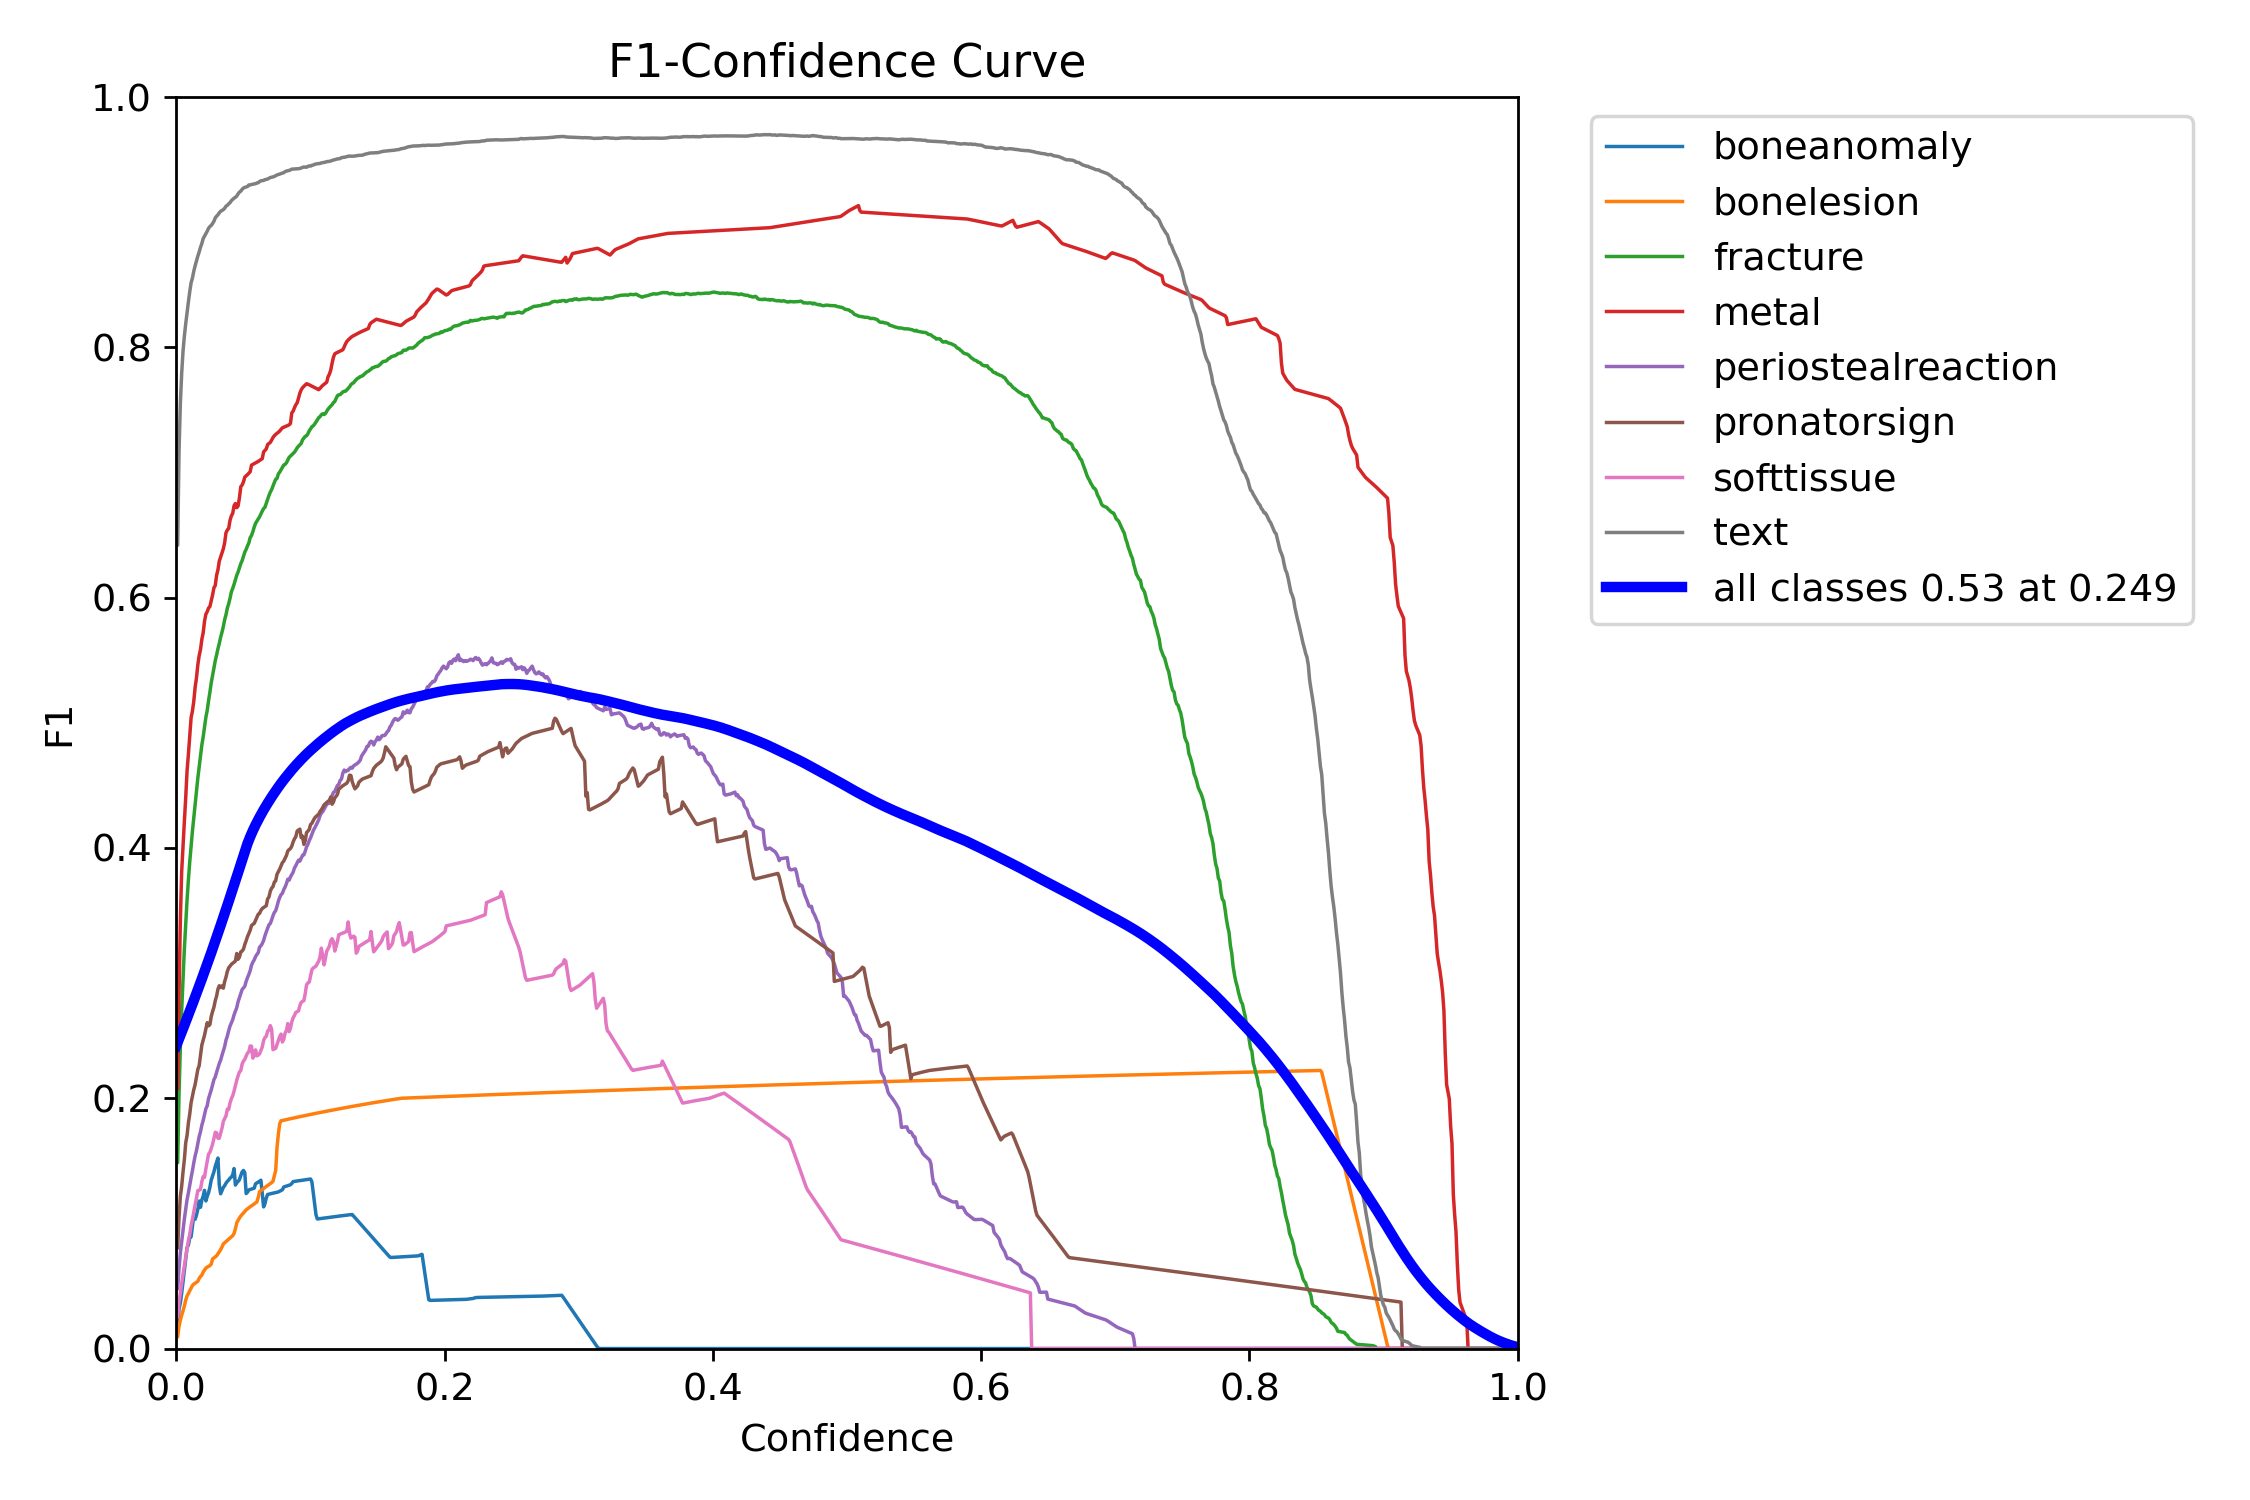 F1-Confidence Curve
1.0
0.8
0.6
0.4
0.2
0.0
F1
0.0 0.2 0.4 0.6 0.8 1.0
Confidence
boneanomaly
bonelesion
fracture
metal
periostealreaction
pronatorsign
softtissue
text
all classes 0.53 at 0.249